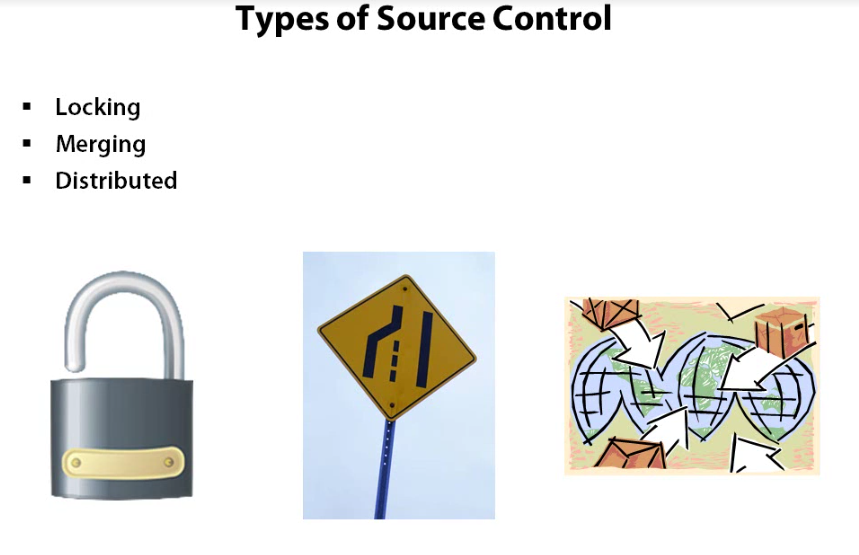 Types of Source Control
Locking
Merging
Distributed